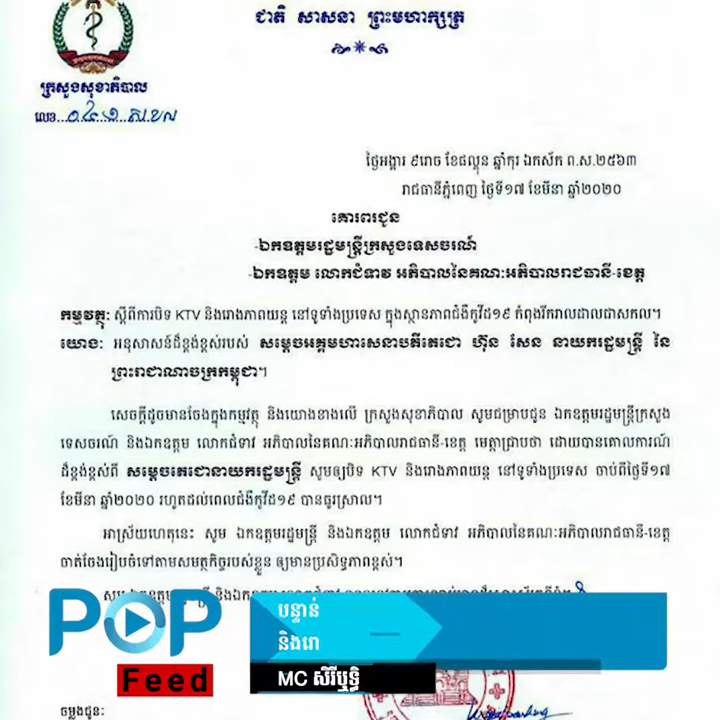 ជាតិ សាសនា ព្រះមហាក្សត្រ
ក្រសួងសុខាភិបាល
លេខ
ថ្ងៃអង្គារ ៩រោច ខែផល្គុន ឆ្នាំកុរ ឯកស័ក ព.ស.២៥៦៣
រាជធានីភ្នំពេញ ថ្ងៃទី១៧ ខែមីនា ឆ្នាំ២០២០
គោរពជូន
-ឯកឧត្តមរដ្ឋមន្ត្រីក្រសួងទេសចរណ៍
-ឯកឧត្តម លោកជំទាវ អភិបាលនៃគណៈអភិបាលរាជធានី-ខេត្ត
កម្មវត្ថុៈ ស្តីពីការបិទ KTV និងរោងភាពយន្ត នៅទូទាំងប្រទេស ក្នុងស្ថានភាពជំងឺកូវីដ១៩ កំពុងរីករាលដាលជាសកល។
យោងៈ អនុសាសន៍ដ៏ខ្ពង់ខ្ពស់របស់ សម្តេចអគ្គមហាសេនាបតីតេជោ ហ៊ុន សែន នាយករដ្ឋមន្ត្រី នៃ
ព្រះរាជាណាចក្រកម្ពុជា។
សេចក្តីដូចមានចែងក្នុងកម្មវត្ថុ និងយោងខាងលើ ក្រសួងសុខាភិបាល សូមជម្រាបជូន ឯកឧត្តមរដ្ឋមន្ត្រីក្រសួង
ទេសចរណ៍ និងឯកឧត្តម លោកជំទាវ អភិបាលនៃគណៈអភិបាលរាជធានី-ខេត្ត មេត្តាជ្រាបថា ដោយបានគោលការណ៍
ដ៏ខ្ពង់ខ្ពស់ពី សម្តេចតេជោនាយករដ្ឋមន្ត្រី សូមឲ្យបិទ KTV និងរោងភាពយន្ត នៅទូទាំងប្រទេស ចាប់ពីថ្ងៃទី១៧
ខែមីនា ឆ្នាំ២០២០ រហូតដល់ពេលជំងឺកូវីដ១៩ បានធូរស្រាល។
អាស្រ័យហេតុនេះ សូម ឯកឧត្តមរដ្ឋមន្ត្រី និងឯកឧត្តម លោកជំទាវ អភិបាលនៃគណៈអភិបាលរាជធានី-ខេត្ត
ចាត់ចែងរៀបចំទៅតាមសមត្ថកិច្ចរបស់ខ្លួន ឲ្យមានប្រសិទ្ធភាពខ្ពស់។
POP
Feed
បន្ទាន់
និងរោ
MC សិរីឬទ្ធិ
ចម្លងជូនៈ